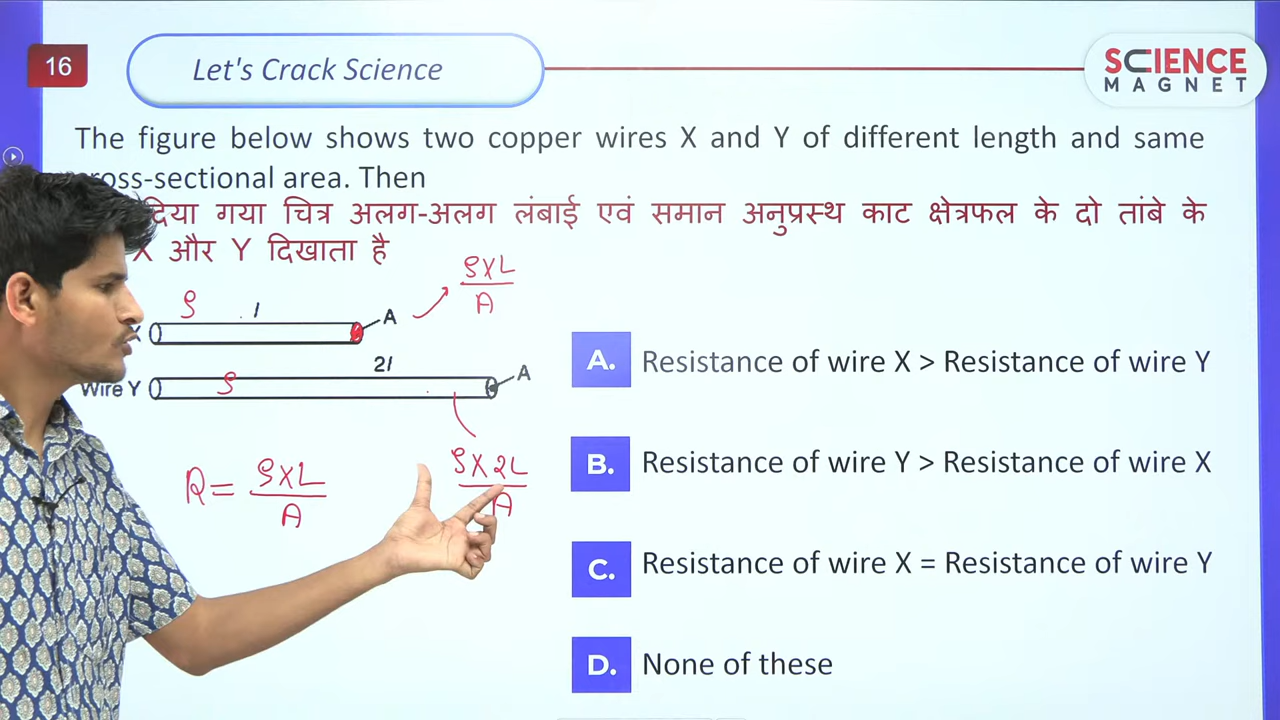 16
Let's Crack Science
SCIENCE
MAGNET
The figure below shows two copper wires X and Y of different length and same
cross-sectional area. Then
दिया गया चित्र अलग-अलग लंबाई एवं समान अनुप्रस्थ काट क्षेत्रफल के दो तांबे के
X और Y दिखाता है
ρ l A ρ×L/A
X
2l
Wire Y ρ A
R = ρ×L/A
ρ×2L/A
A. Resistance of wire X > Resistance of wire Y
B. Resistance of wire Y > Resistance of wire X
C. Resistance of wire X = Resistance of wire Y
D. None of these